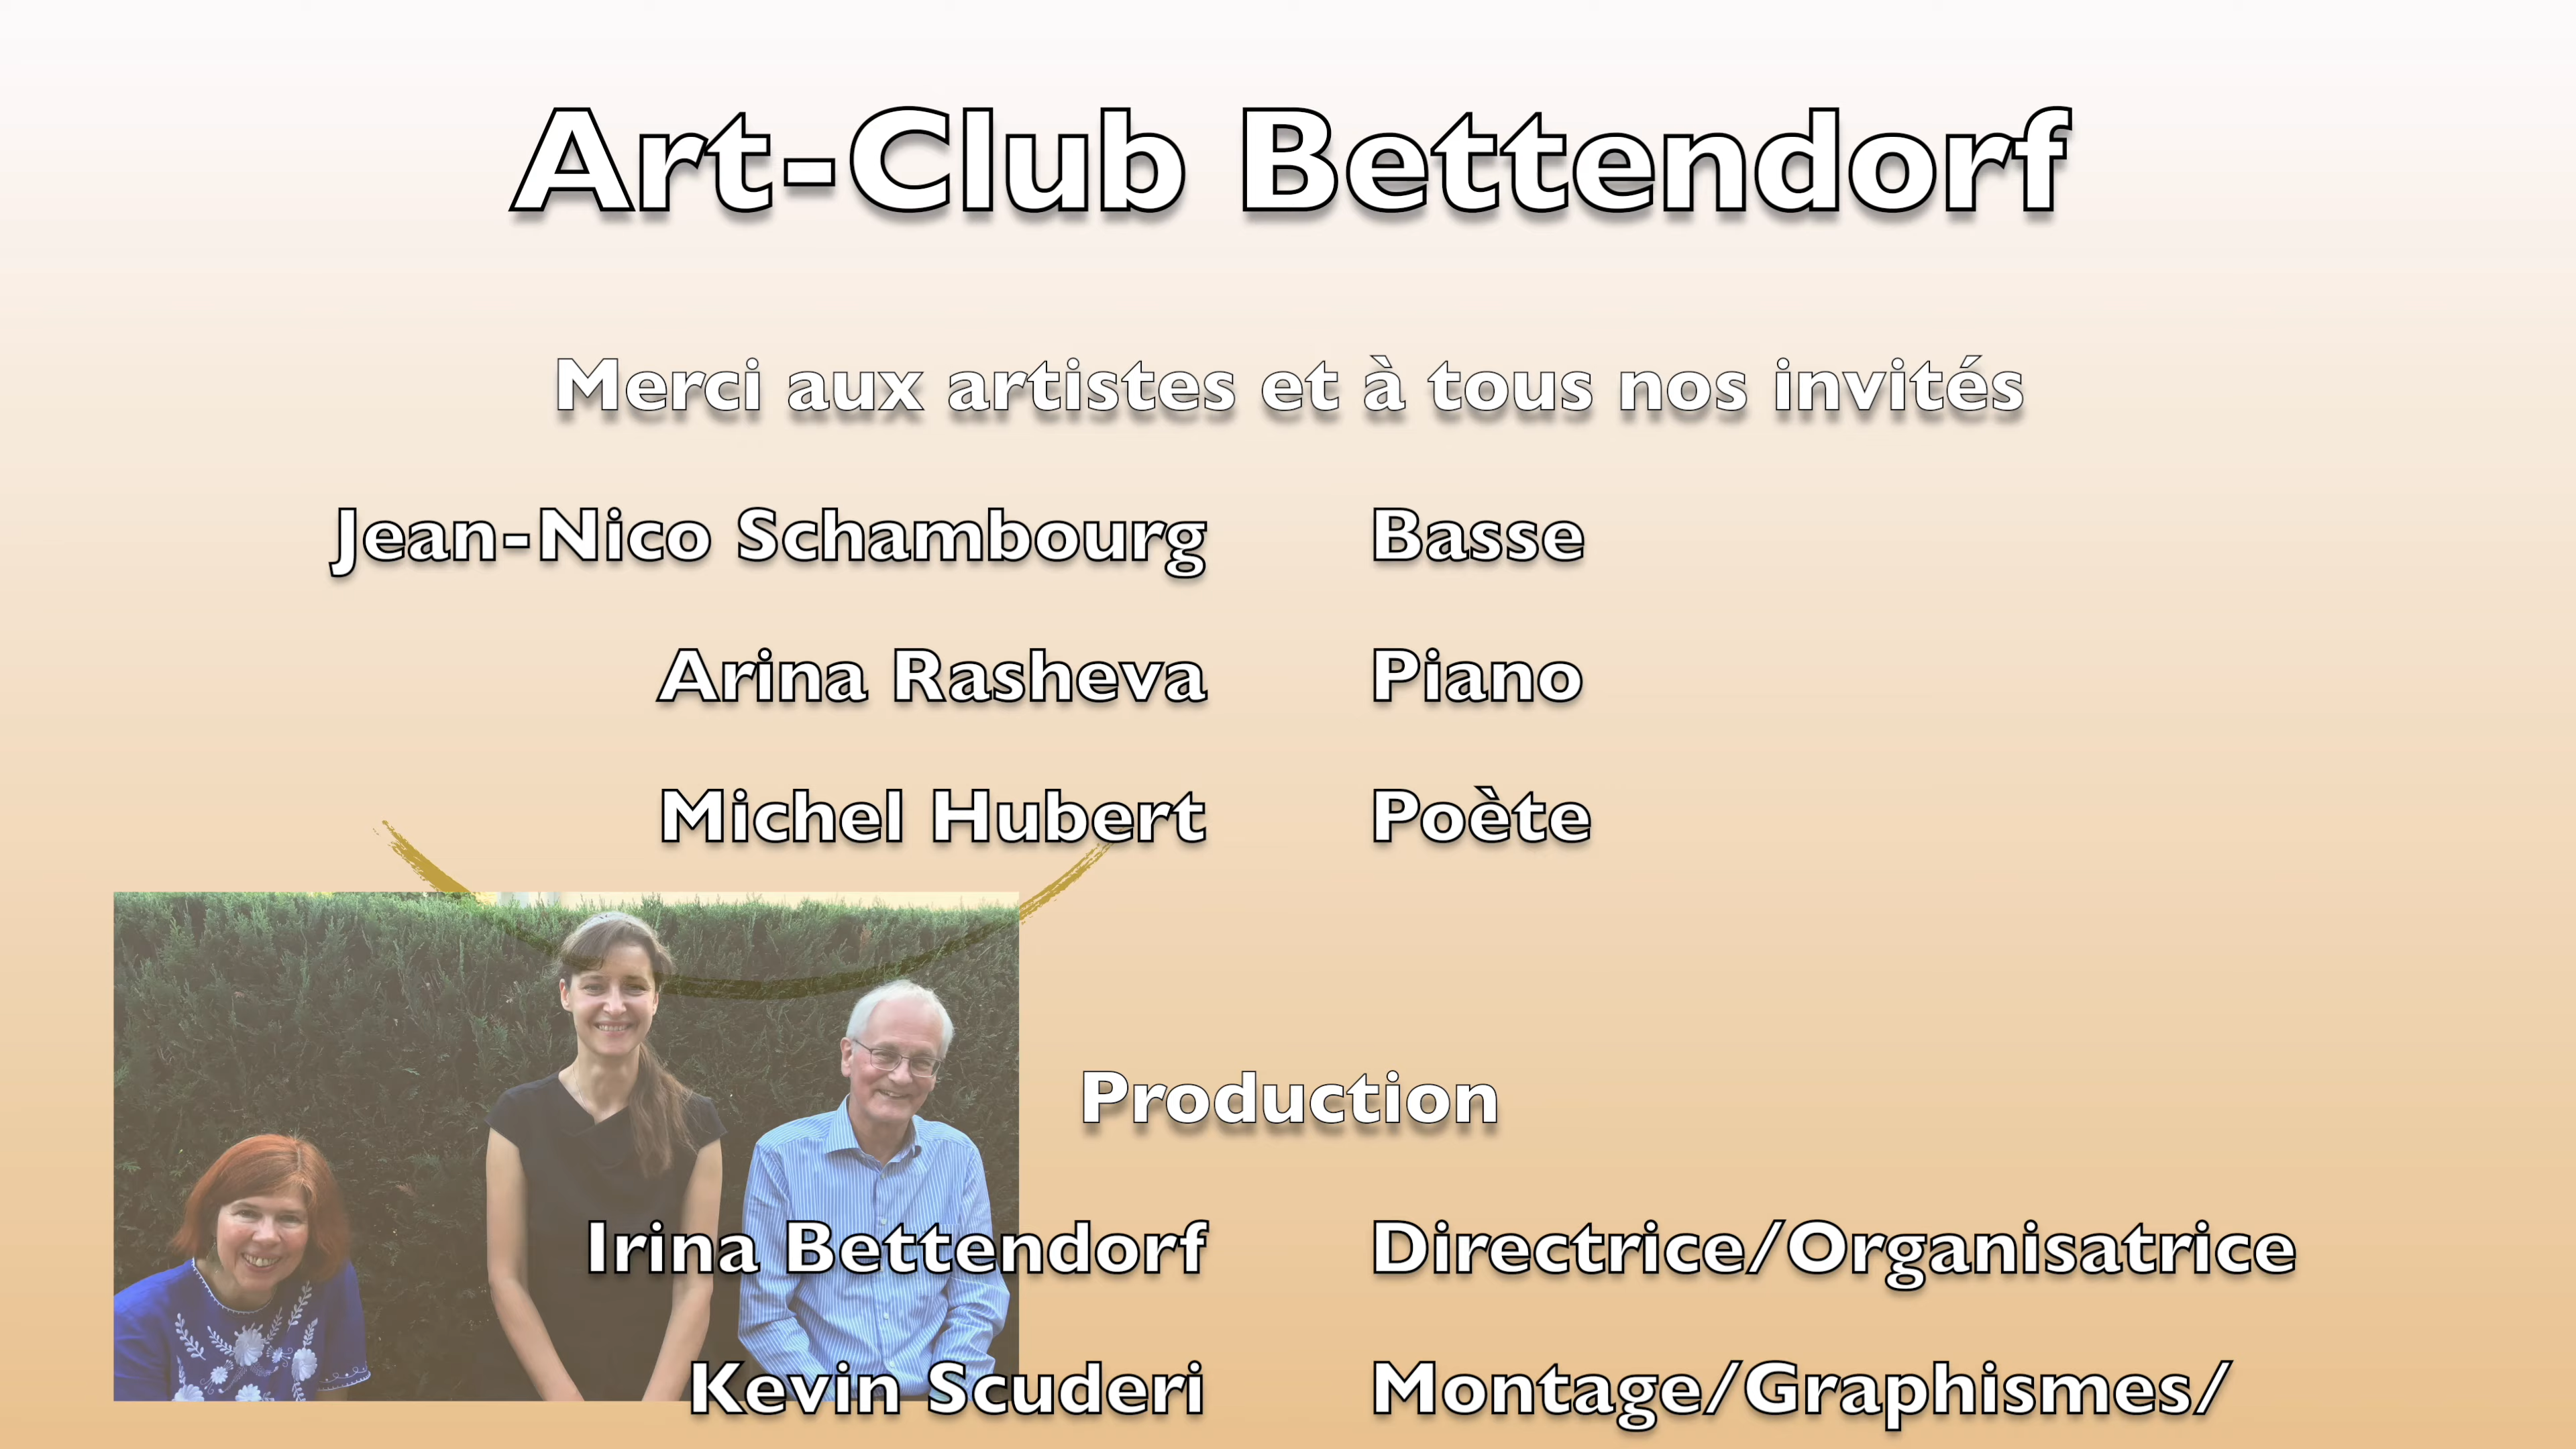 Art-Club Bettendorf
Merci aux artistes et à tous nos invités
Jean-Nico Schambourg Basse
Arina Rasheva Piano
Michel Hubert Poète
Production
Irina Bettendorf Directrice/Organisatrice
Kevin Scuderi Montage/Graphismes/